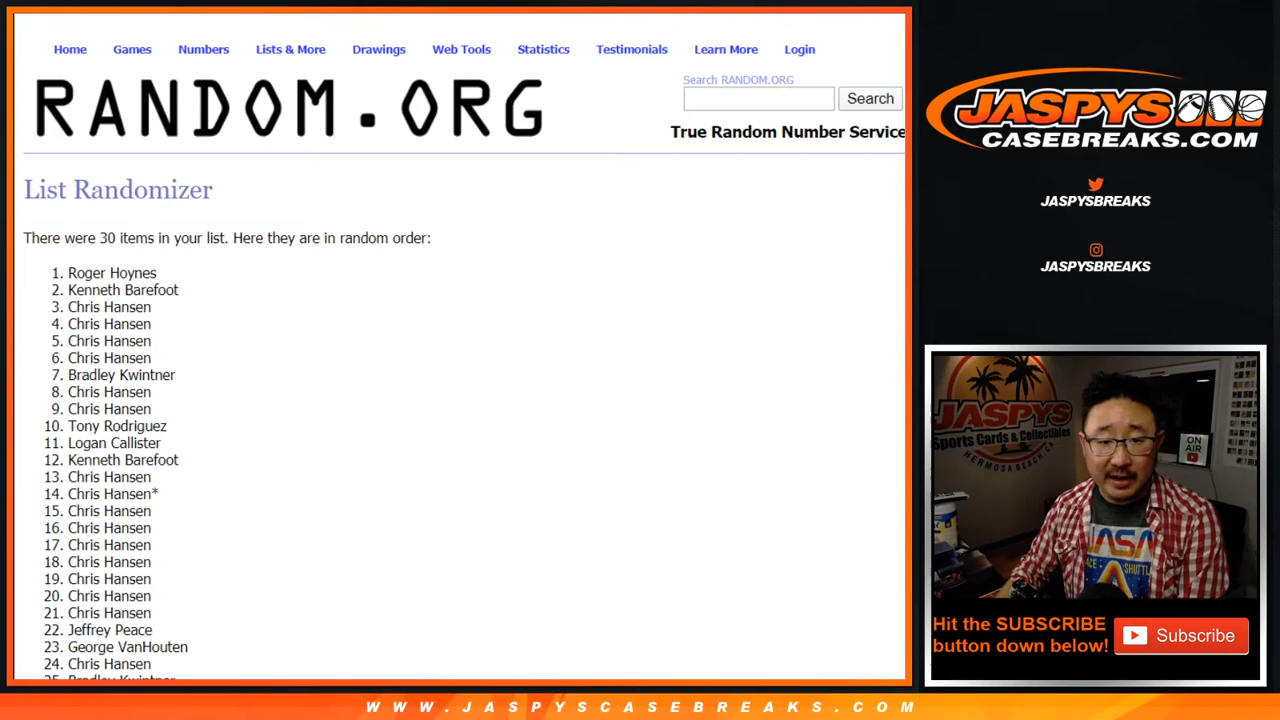 Home Games Numbers Lists & More Drawings Web Tools Statistics Testimonials Learn More Login
RANDOM.ORG
Search RANDOM.ORG
Search
True Random Number Service
List Randomizer
There were 30 items in your list. Here they are in random order:
1. Roger Hoynes
2. Kenneth Barefoot
3. Chris Hansen
4. Chris Hansen
5. Chris Hansen
6. Chris Hansen
7. Bradley Kwintner
8. Chris Hansen
9. Chris Hansen
10. Tony Rodriguez
11. Logan Callister
12. Kenneth Barefoot
13. Chris Hansen
14. Chris Hansen*
15. Chris Hansen
16. Chris Hansen
17. Chris Hansen
18. Chris Hansen
19. Chris Hansen
20. Chris Hansen
21. Chris Hansen
22. Jeffrey Peace
23. George VanHouten
24. Chris Hansen
25. Bradley Kwintner
JASPYS
CASEBREAKS.COM
JASPYSBREAKS
JASPYSBREAKS
JASPYS
Sports Cards & Collectibles
HERMOSA BEACH, CA
ON
AIR
NASA
SHUTTLE
Hit the SUBSCRIBE
button down below!
Subscribe
WWW.JASPYSCASEBREAKS.COM